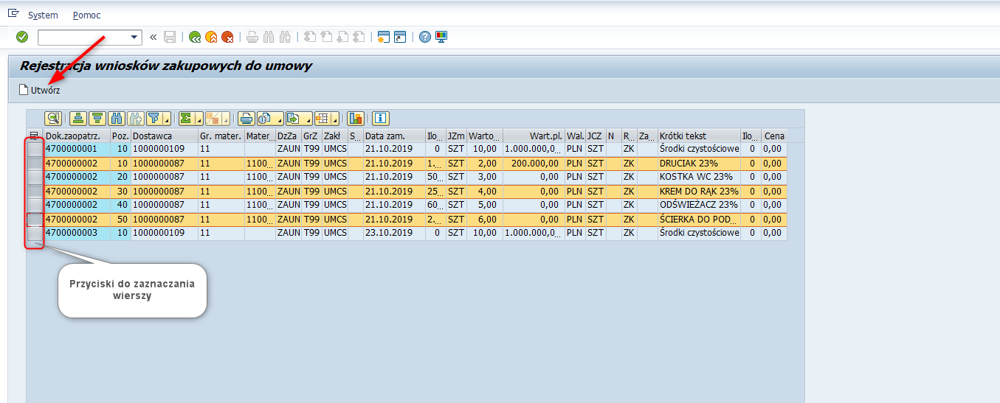 System Pomoc
Rejestracja wniosków zakupowych do umowy
Utwórz
Dok.zaopatrz. Poz. Dostawca Gr. mater. Mater... DzZa GrZ Zakł S... Data zam. Ilo... JZm Warto... Wart.pl. Wal. JCZ N R... Za... Krótki tekst Ilo... Cena
4700000001 10 1000000109 11 ZAUN T99 UMCS 21.10.2019 0 SZT 10,00 1.000.000,0... PLN SZT ZK Środki czystościowe 0 0,00
4700000002 10 1000000087 11 1100... ZAUN T99 UMCS 21.10.2019 1... SZT 2,00 200.000,00 PLN SZT ZK DRUCIAK 23% 0 0,00
4700000002 20 1000000087 11 1100... ZAUN T99 UMCS 21.10.2019 50... SZT 3,00 0,00 PLN SZT ZK KOSTKA WC 23% 0 0,00
4700000002 30 1000000087 11 1100... ZAUN T99 UMCS 21.10.2019 25... SZT 4,00 0,00 PLN SZT ZK KREM DO RĄK 23% 0 0,00
4700000002 40 1000000087 11 1100... ZAUN T99 UMCS 21.10.2019 60... SZT 5,00 0,00 PLN SZT ZK ODŚWIEŻACZ 23% 0 0,00
4700000002 50 1000000087 11 1100... ZAUN T99 UMCS 21.10.2019 2... SZT 6,00 0,00 PLN SZT ZK ŚCIERKA DO POD... 0 0,00
4700000003 10 1000000109 11 ZAUN T99 UMCS 23.10.2019 0 SZT 10,00 1.000.000,0... PLN SZT ZK Środki czystościowe 0 0,00
Przyciski do zaznaczania
wierszy